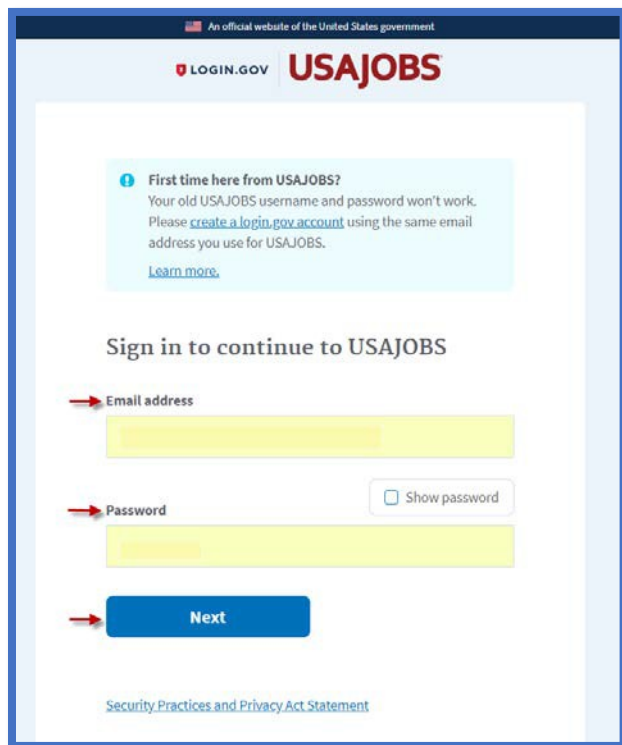 An official website of the United States government
LOGIN.GOV USAJOBS
First time here from USAJOBS?
Your old USAJOBS username and password won't work.
Please create a login.gov account using the same email
address you use for USAJOBS.
Learn more.
Sign in to continue to USAJOBS
Email address
Show password
Password
Next
Security Practices and Privacy Act Statement